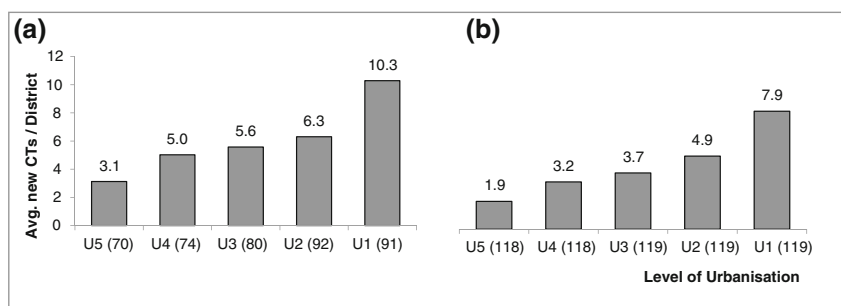 (a)
Avg. new CTs / District
12
10
8
6
4
2
0
3.1
5.0
5.6
6.3
10.3
U5 (70) U4 (74) U3 (80) U2 (92) U1 (91)
(b)
1.9
3.2
3.7
4.9
7.9
U5 (118) U4 (118) U3 (119) U2 (119) U1 (119)
Level of Urbanisation